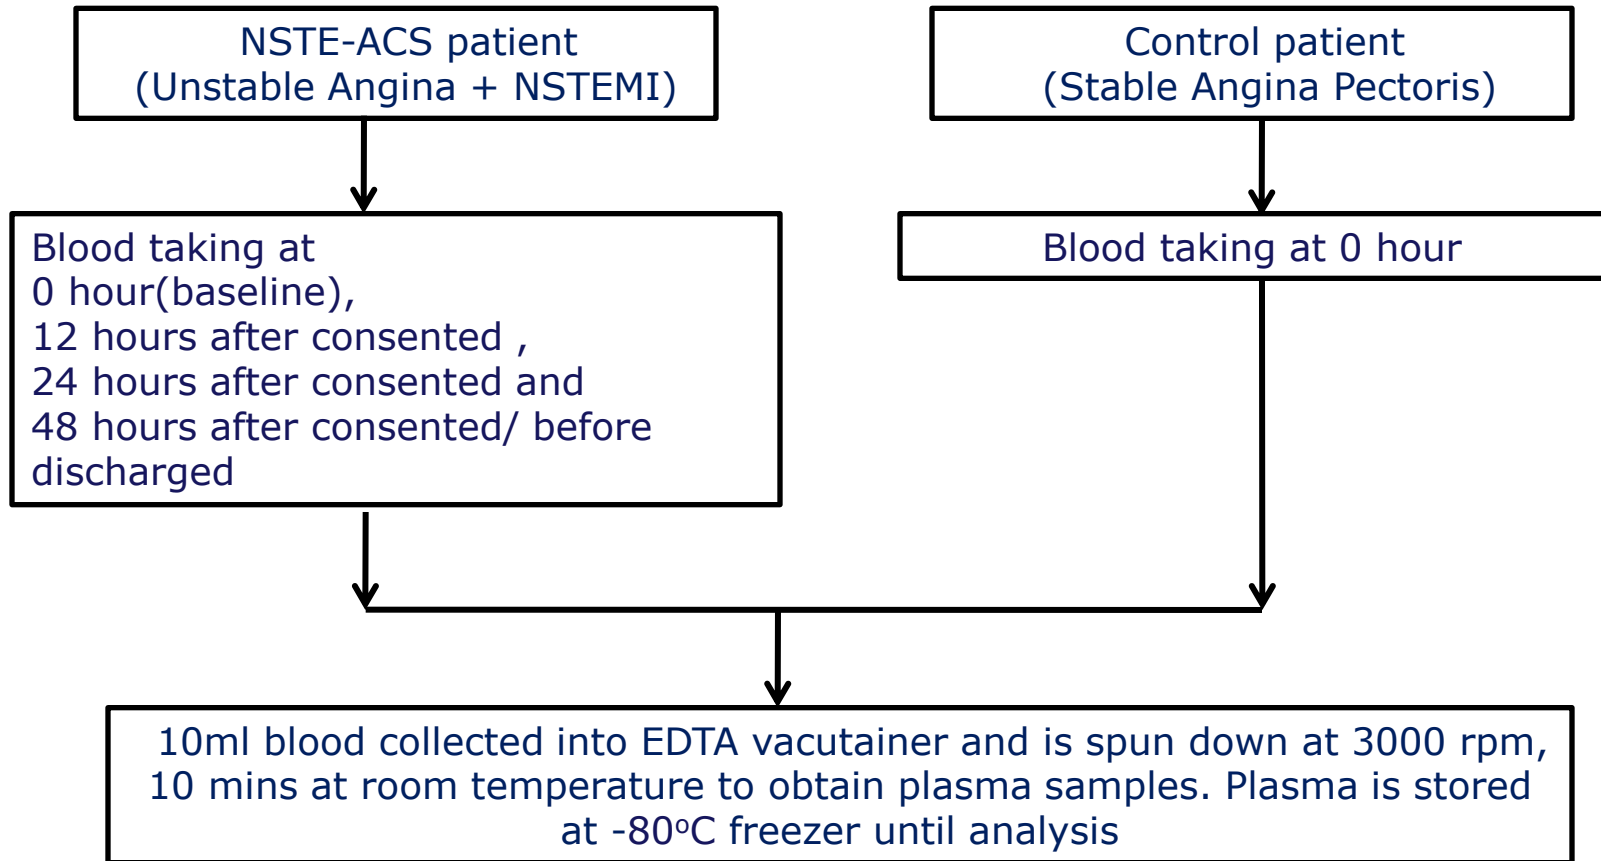 NSTE-ACS patient
(Unstable Angina + NSTEMI)
Control patient
(Stable Angina Pectoris)
Blood taking at
0 hour(baseline),
12 hours after consented ,
24 hours after consented and
48 hours after consented/ before
discharged
Blood taking at 0 hour
10ml blood collected into EDTA vacutainer and is spun down at 3000 rpm,
10 mins at room temperature to obtain plasma samples. Plasma is stored
at -80ºC freezer until analysis